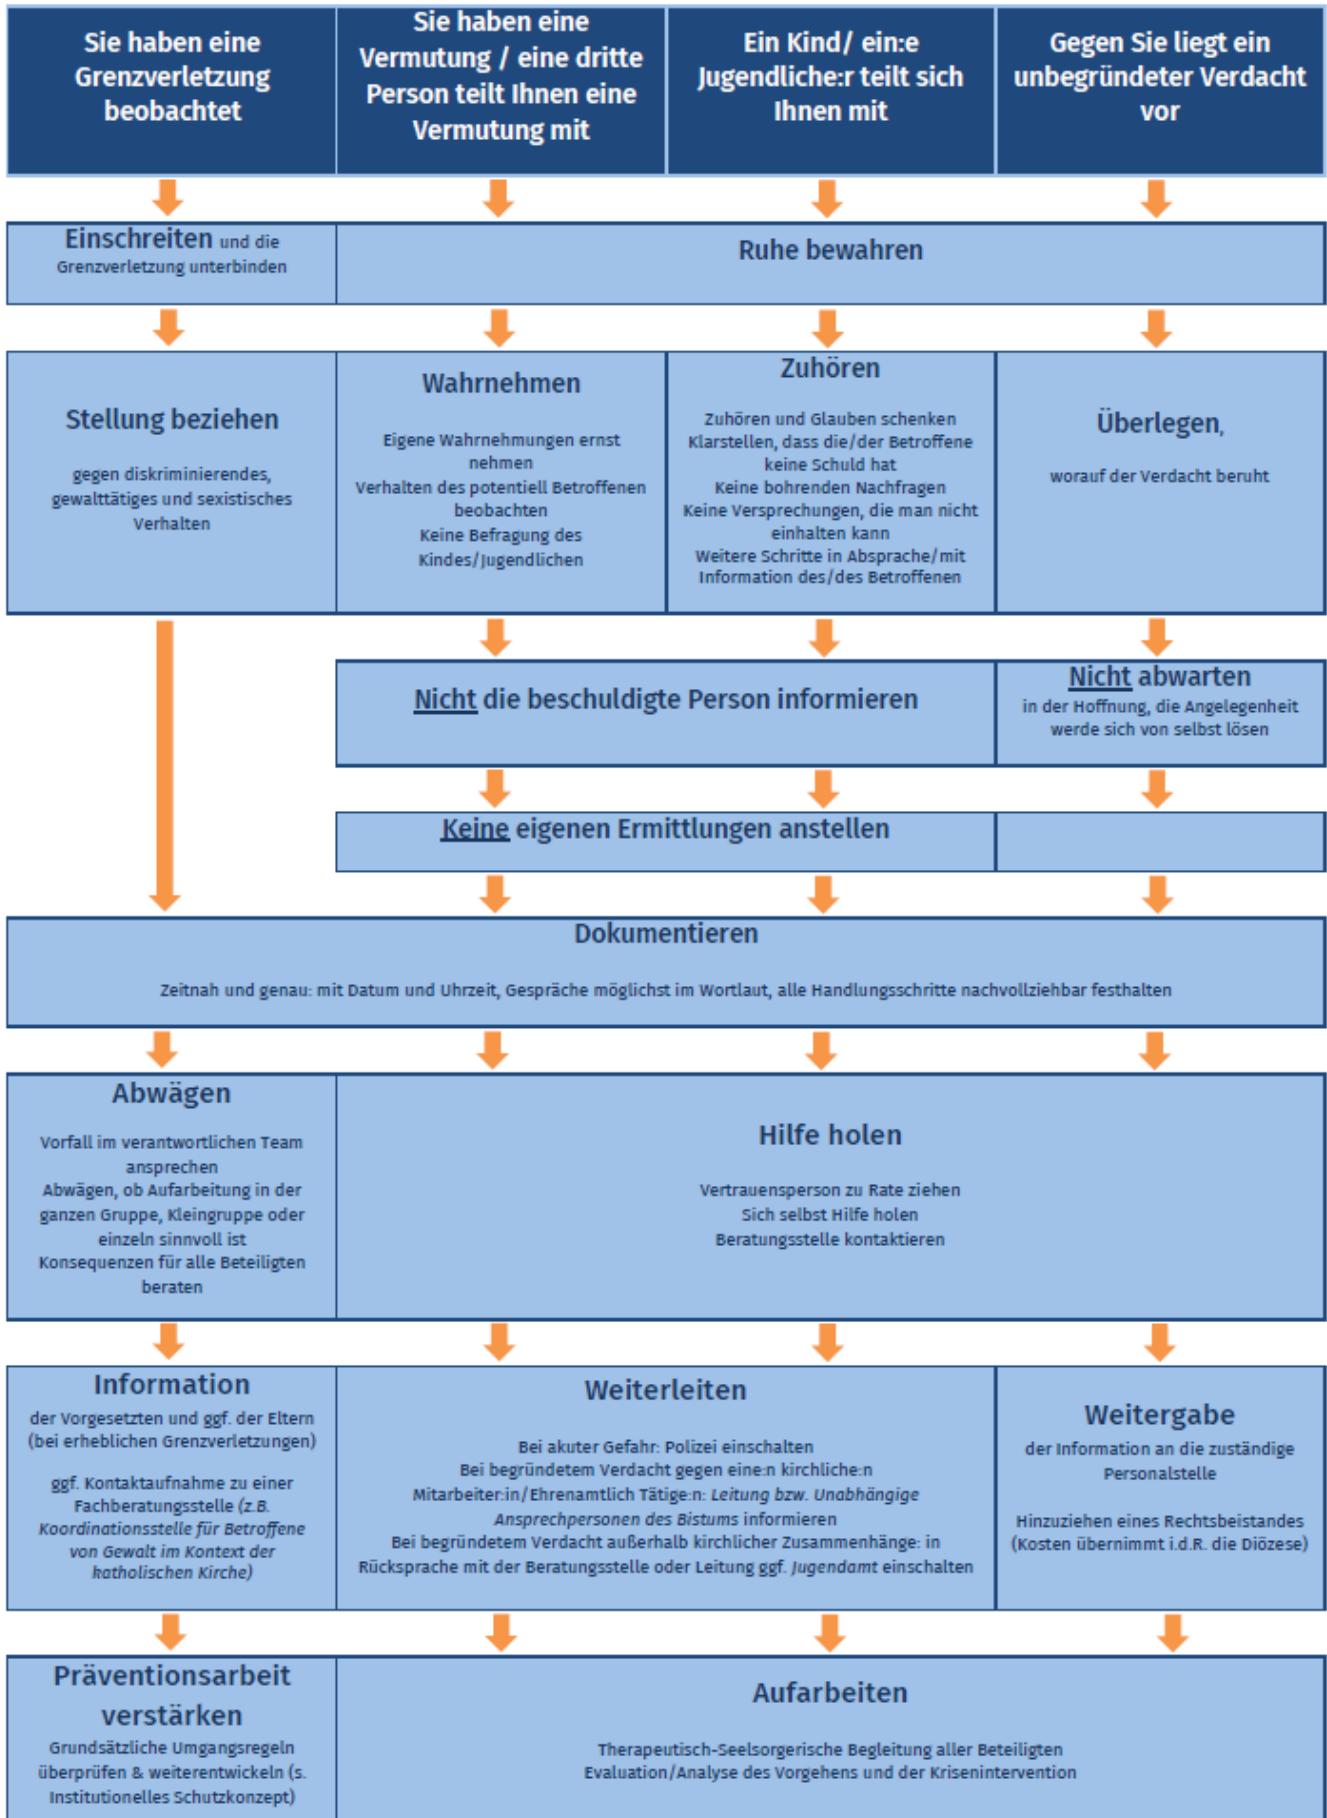 Sie haben eine
Grenzverletzung
beobachtet
Sie haben eine
Vermutung / eine dritte
Person teilt Ihnen eine
Vermutung mit
Ein Kind/ ein:e
Jugendliche:r teilt sich
Ihnen mit
Gegen Sie liegt ein
unbegründeter Verdacht
vor
Einschreiten und die
Grenzverletzung unterbinden
Ruhe bewahren
Stellung beziehen
gegen diskriminierendes,
gewalttätiges und sexistisches
Verhalten
Wahrnehmen
Eigene Wahrnehmungen ernst
nehmen
Verhalten des potentiell Betroffenen
beobachten
Keine Befragung des
Kindes/Jugendlichen
Zuhören
Zuhören und Glauben schenken
Klarstellen, dass die/der Betroffene
keine Schuld hat
Keine bohrenden Nachfragen
Keine Versprechungen, die man nicht
einhalten kann
Weitere Schritte in Absprache/mit
Information des/des Betroffenen
Überlegen,
worauf der Verdacht beruht
Nicht die beschuldigte Person informieren
Nicht abwarten
in der Hoffnung, die Angelegenheit
werde sich von selbst lösen
Keine eigenen Ermittlungen anstellen
Dokumentieren
Zeitnah und genau: mit Datum und Uhrzeit, Gespräche möglichst im Wortlaut, alle Handlungsschritte nachvollziehbar festhalten
Abwägen
Vorfall im verantwortlichen Team
ansprechen
Abwägen, ob Aufarbeitung in der
ganzen Gruppe, Kleingruppe oder
einzeln sinnvoll ist
Konsequenzen für alle Beteiligten
beraten
Hilfe holen
Vertrauensperson zu Rate ziehen
Sich selbst Hilfe holen
Beratungsstelle kontaktieren
Information
der Vorgesetzten und ggf. der Eltern
(bei erheblichen Grenzverletzungen)
ggf. Kontaktaufnahme zu einer
Fachberatungsstelle (z.B.
Koordinationsstelle für Betroffene
von Gewalt im Kontext der
katholischen Kirche)
Weiterleiten
Bei akuter Gefahr: Polizei einschalten
Bei begründetem Verdacht gegen eine:n kirchliche:n
Mitarbeiter:in/Ehrenamtlich Tätige:n: Leitung bzw. Unabhängige
Ansprechpersonen des Bistums informieren
Bei begründetem Verdacht außerhalb kirchlicher Zusammenhänge: in
Rücksprache mit der Beratungsstelle oder Leitung ggf. Jugendamt einschalten
Weitergabe
der Information an die zuständige
Personalstelle
Hinzuziehen eines Rechtsbeistandes
(Kosten übernimmt i.d.R. die Diözese)
Präventionsarbeit
verstärken
Grundsätzliche Umgangsregeln
überprüfen & weiterentwickeln (s.
Institutionelles Schutzkonzept)
Aufarbeiten
Therapeutisch-Seelsorgerische Begleitung aller Beteiligten
Evaluation/Analyse des Vorgehens und der Krisenintervention